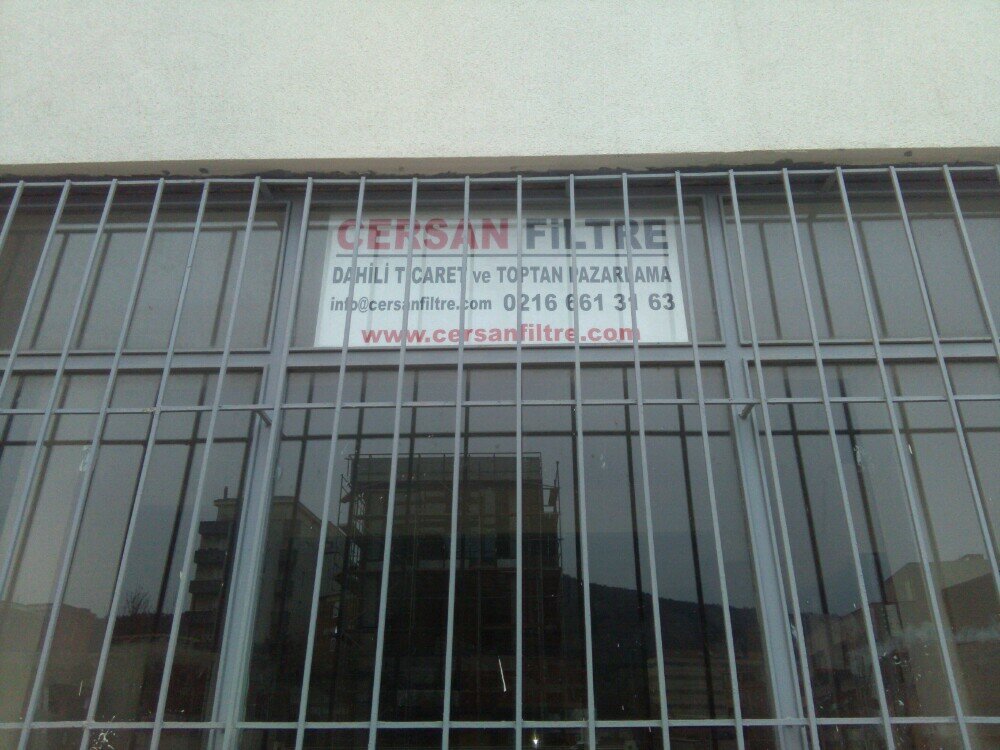 CERSAN FİLTRE
DAHİLİ TİCARET ve TOPTAN PAZARLAMA
info@cersanfiltre.com 0216 661 31 63
www.cersanfiltre.com